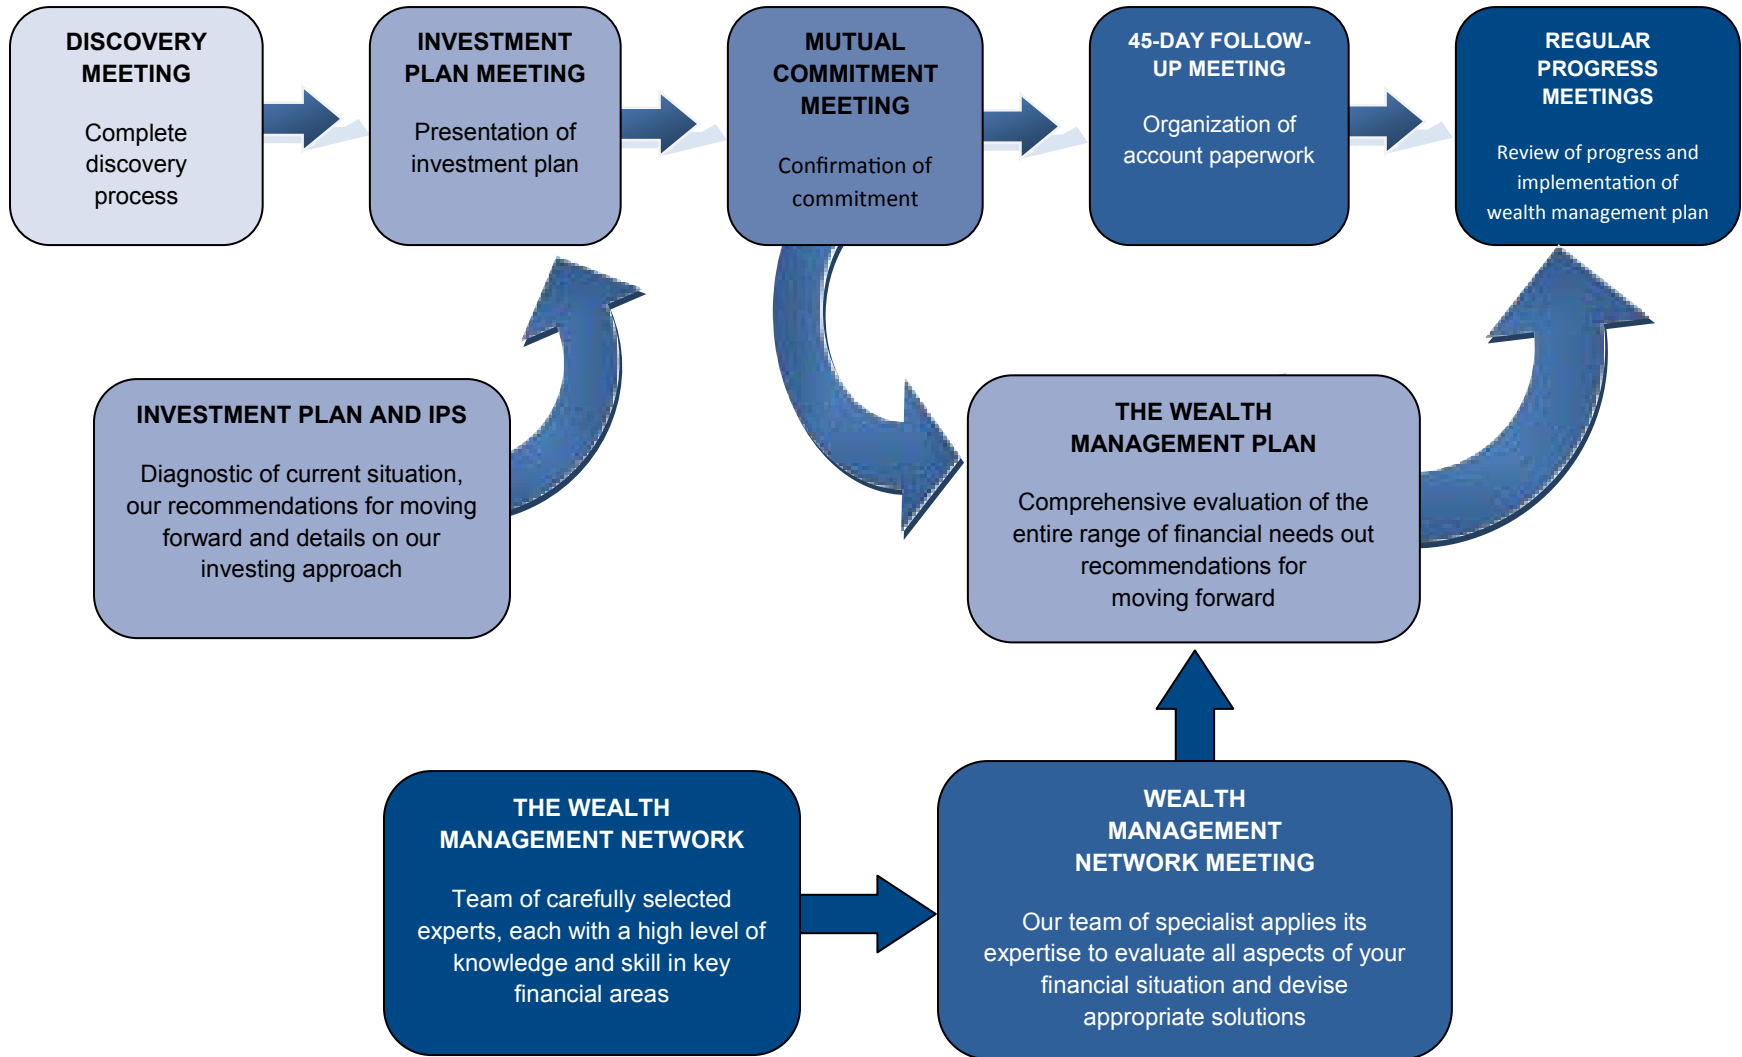 DISCOVERY
MEETING
Complete
discovery
process
INVESTMENT
PLAN MEETING
Presentation of
investment plan
MUTUAL
COMMITMENT
MEETING
Confirmation of
commitment
45-DAY FOLLOW-
UP MEETING
Organization of
account paperwork
REGULAR
PROGRESS
MEETINGS
Review of progress and
implementation of
wealth management plan
INVESTMENT PLAN AND IPS
Diagnostic of current situation,
our recommendations for moving
forward and details on our
investing approach
THE WEALTH
MANAGEMENT PLAN
Comprehensive evaluation of the
entire range of financial needs out
recommendations for
moving forward
THE WEALTH
MANAGEMENT NETWORK
Team of carefully selected
experts, each with a high level of
knowledge and skill in key
financial areas
WEALTH
MANAGEMENT
NETWORK MEETING
Our team of specialist applies its
expertise to evaluate all aspects of your
financial situation and devise
appropriate solutions